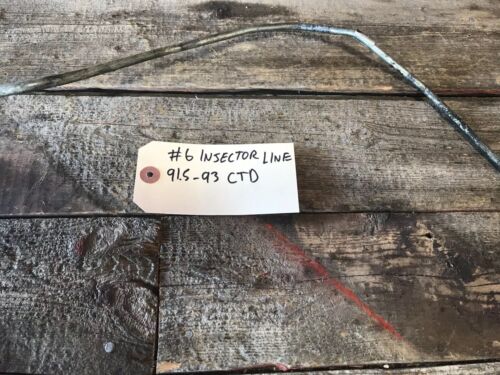 #6 INSECTOR LINE
91.5-93 CTD